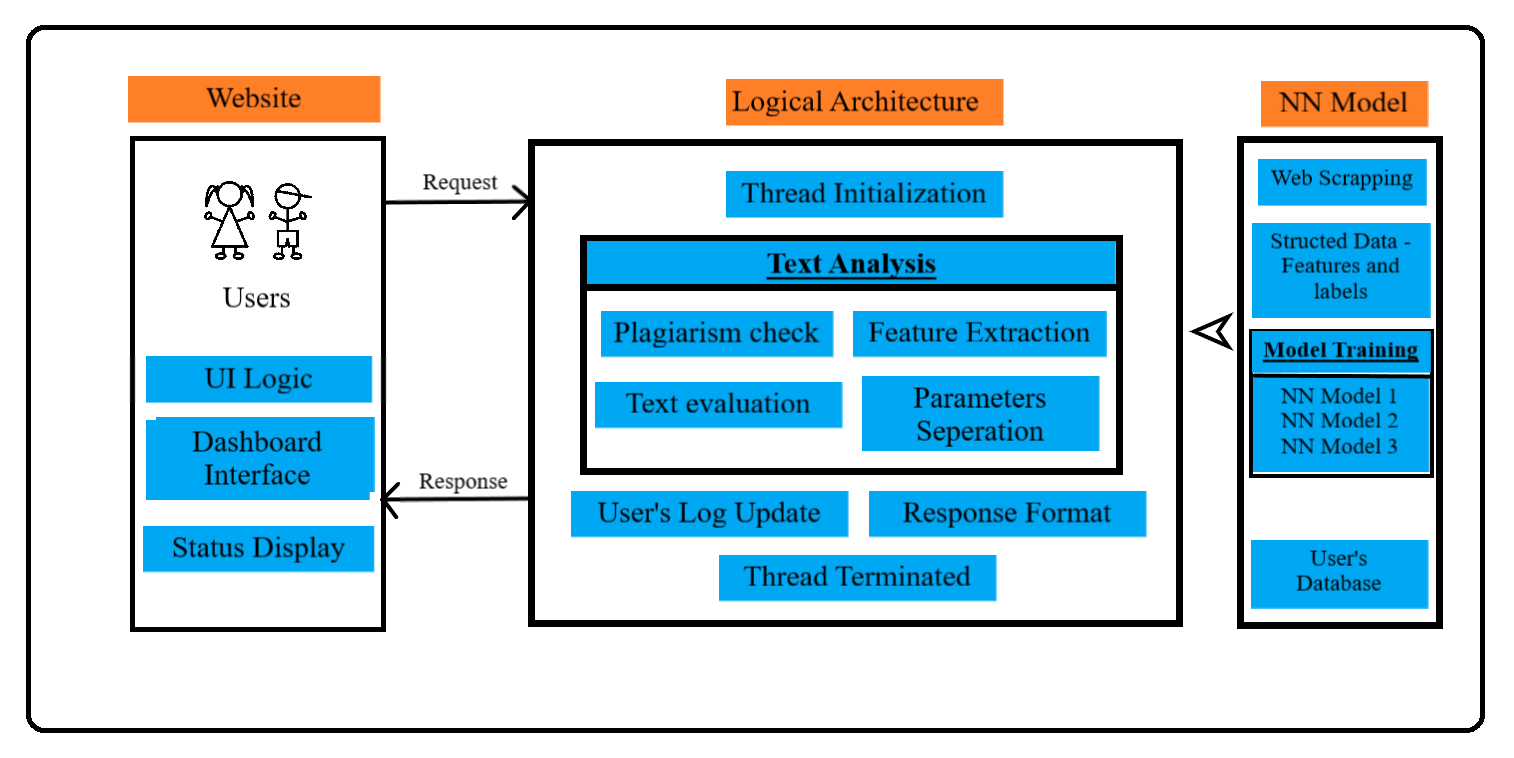 Website
Users
UI Logic
Dashboard
Interface
Status Display
Request
Response
Logical Architecture
Thread Initialization
Text Analysis
Plagiarism check
Feature Extraction
Text evaluation
Parameters
Seperation
User's Log Update
Response Format
Thread Terminated
NN Model
Web Scrapping
Structed Data -
Features and
labels
Model Training
NN Model 1
NN Model 2
NN Model 3
User's
Database